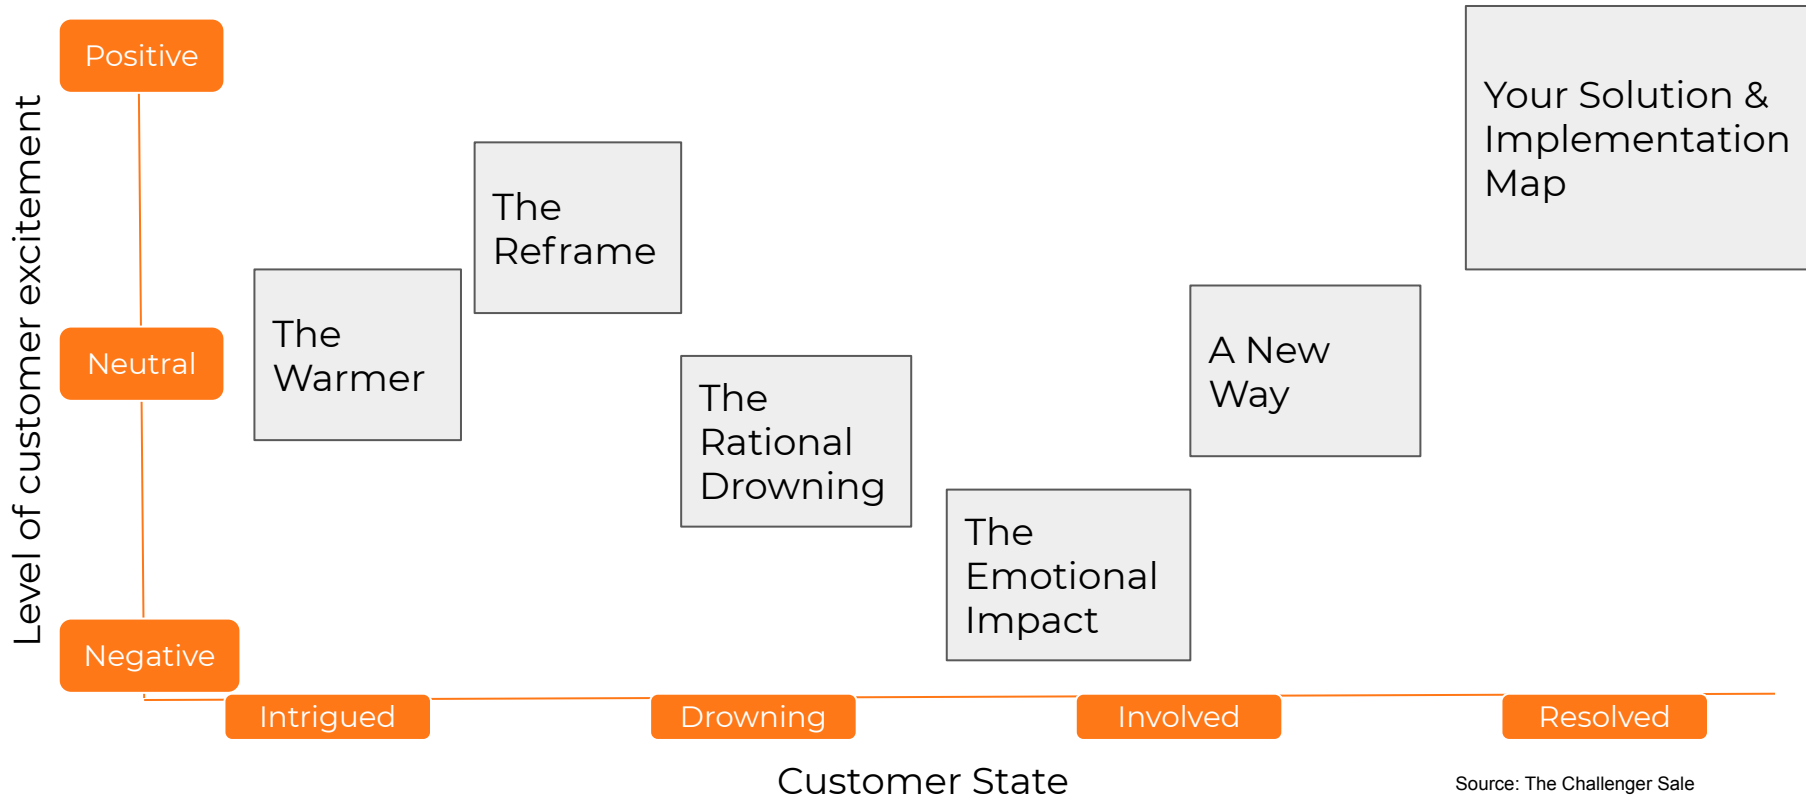 Level of customer excitement
Positive
Neutral
Negative
The
Warmer
The
Reframe
The
Rational
Drowning
The
Emotional
Impact
A New
Way
Your Solution &
Implementation
Map
Intrigued
Drowning
Involved
Resolved
Customer State
Source: The Challenger Sale